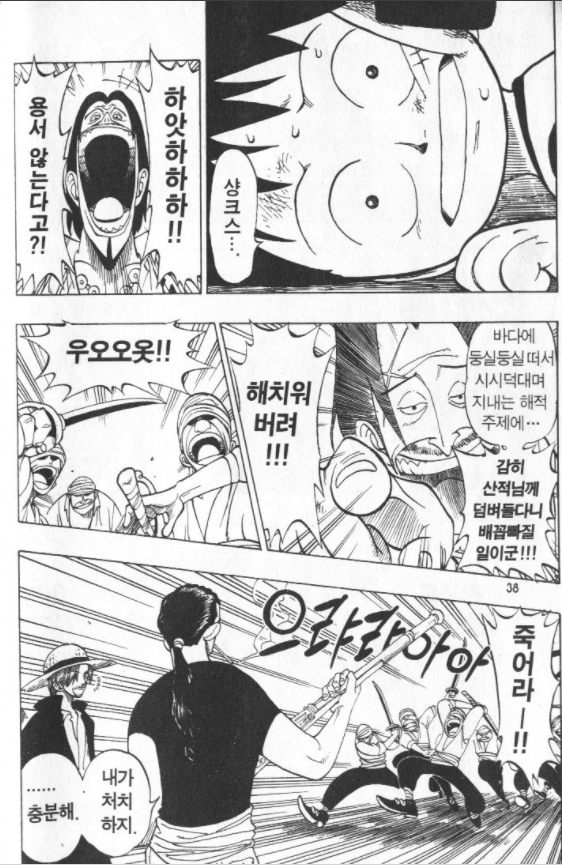 샹크스….
하앗하하하!!
용서 않는다고?!
바다에
둥실둥실 떠서
시시덕대며
지내는 해적
주제에…
감히
산적님께
덤벼들다니
배꼽빠질
일이군!!!
해치워
버려
!!!
우오오옷!!
38
죽어라
ㅡ!!
으랴랴아아
내가
처치
하지.
……
충분해.